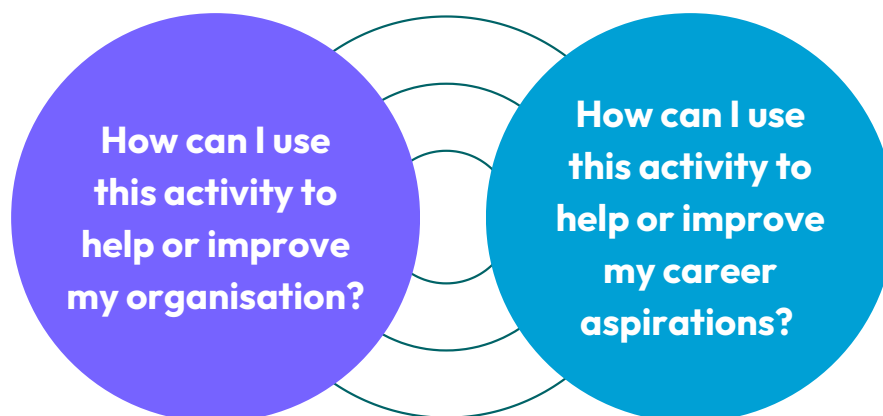 How can I use
this activity to
help or improve
my organisation?
How can I use
this activity to
help or improve
my career
aspirations?